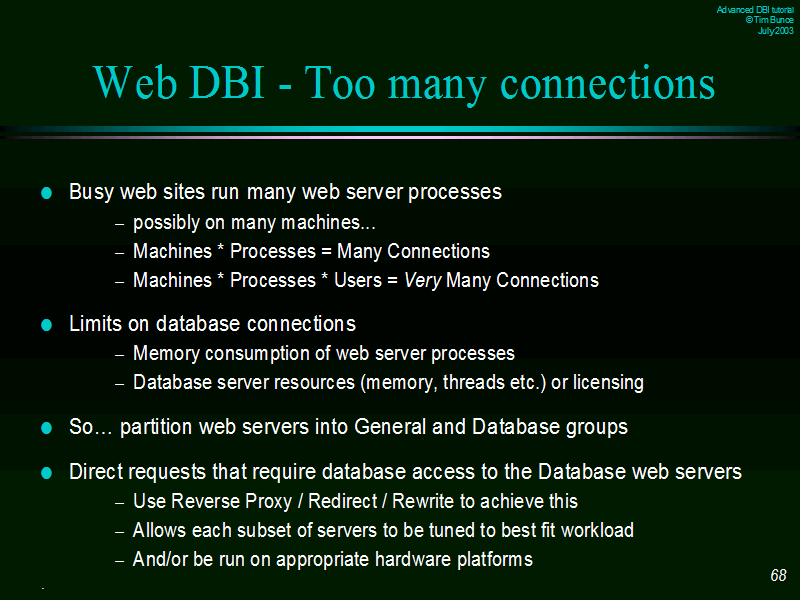 Advanced DBI tutorial
© Tim Bunce
July 2003
Web DBI - Too many connections
Busy web sites run many web server processes
– possibly on many machines...
– Machines * Processes = Many Connections
– Machines * Processes * Users = Very Many Connections
Limits on database connections
– Memory consumption of web server processes
– Database server resources (memory, threads etc.) or licensing
So… partition web servers into General and Database groups
Direct requests that require database access to the Database web servers
– Use Reverse Proxy / Redirect / Rewrite to achieve this
– Allows each subset of servers to be tuned to best fit workload
– And/or be run on appropriate hardware platforms
68
.